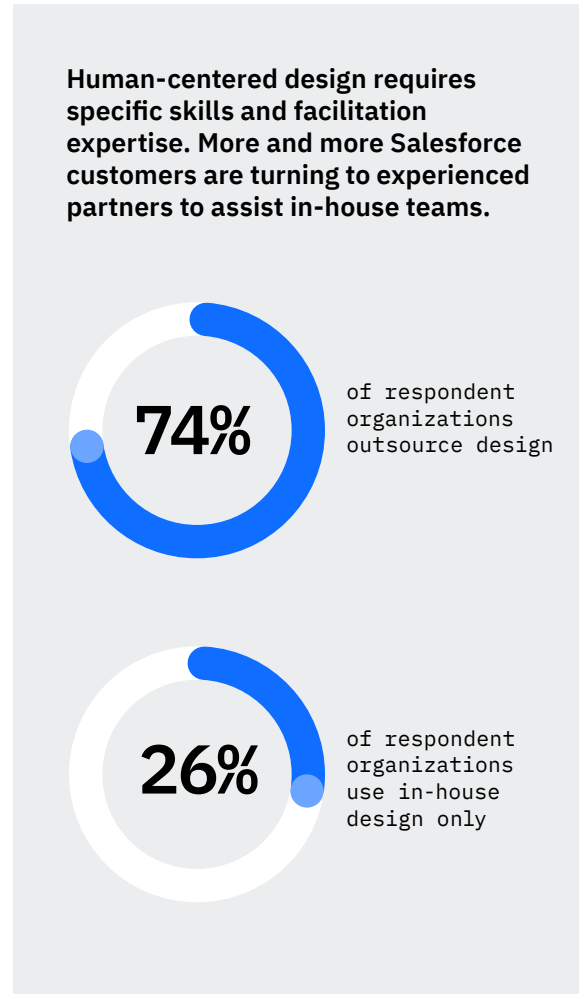 Human-centered design requires
specific skills and facilitation
expertise. More and more Salesforce
customers are turning to experienced
partners to assist in-house teams.
74%
of respondent
organizations
outsource design
26%
of respondent
organizations
use in-house
design only